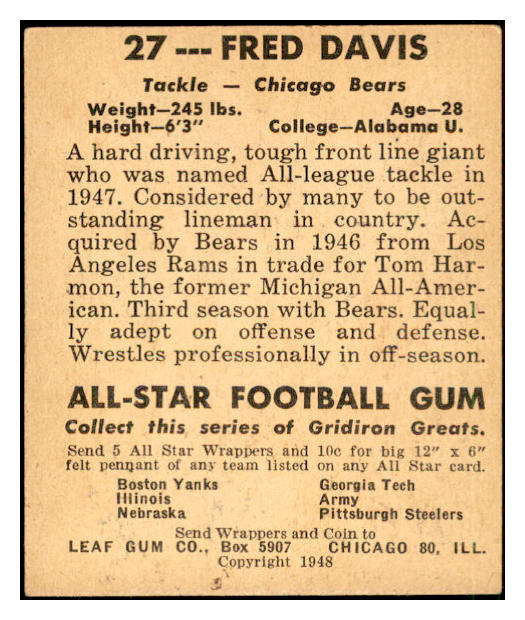 27 --- FRED DAVIS
Tackle — Chicago Bears
Weight—245 lbs. Age—28
Height—6'3" College—Alabama U.
A hard driving, tough front line giant
who was named All-league tackle in
1947. Considered by many to be out-
standing lineman in country. Ac-
quired by Bears in 1946 from Los
Angeles Rams in trade for Tom Har-
mon, the former Michigan All-Amer-
ican. Third season with Bears. Equal-
ly adept on offense and defense.
Wrestles professionally in off-season.
ALL-STAR FOOTBALL GUM
Collect this series of Gridiron Greats.
Send 5 All Star Wrappers and 10c for big 12" x 6"
felt pennant of any team listed on any All Star card.
Boston Yanks Georgia Tech
Illinois Army
Nebraska Pittsburgh Steelers
Send Wrappers and Coin to
LEAF GUM CO., Box 5907 CHICAGO 80, ILL.
Copyright 1948